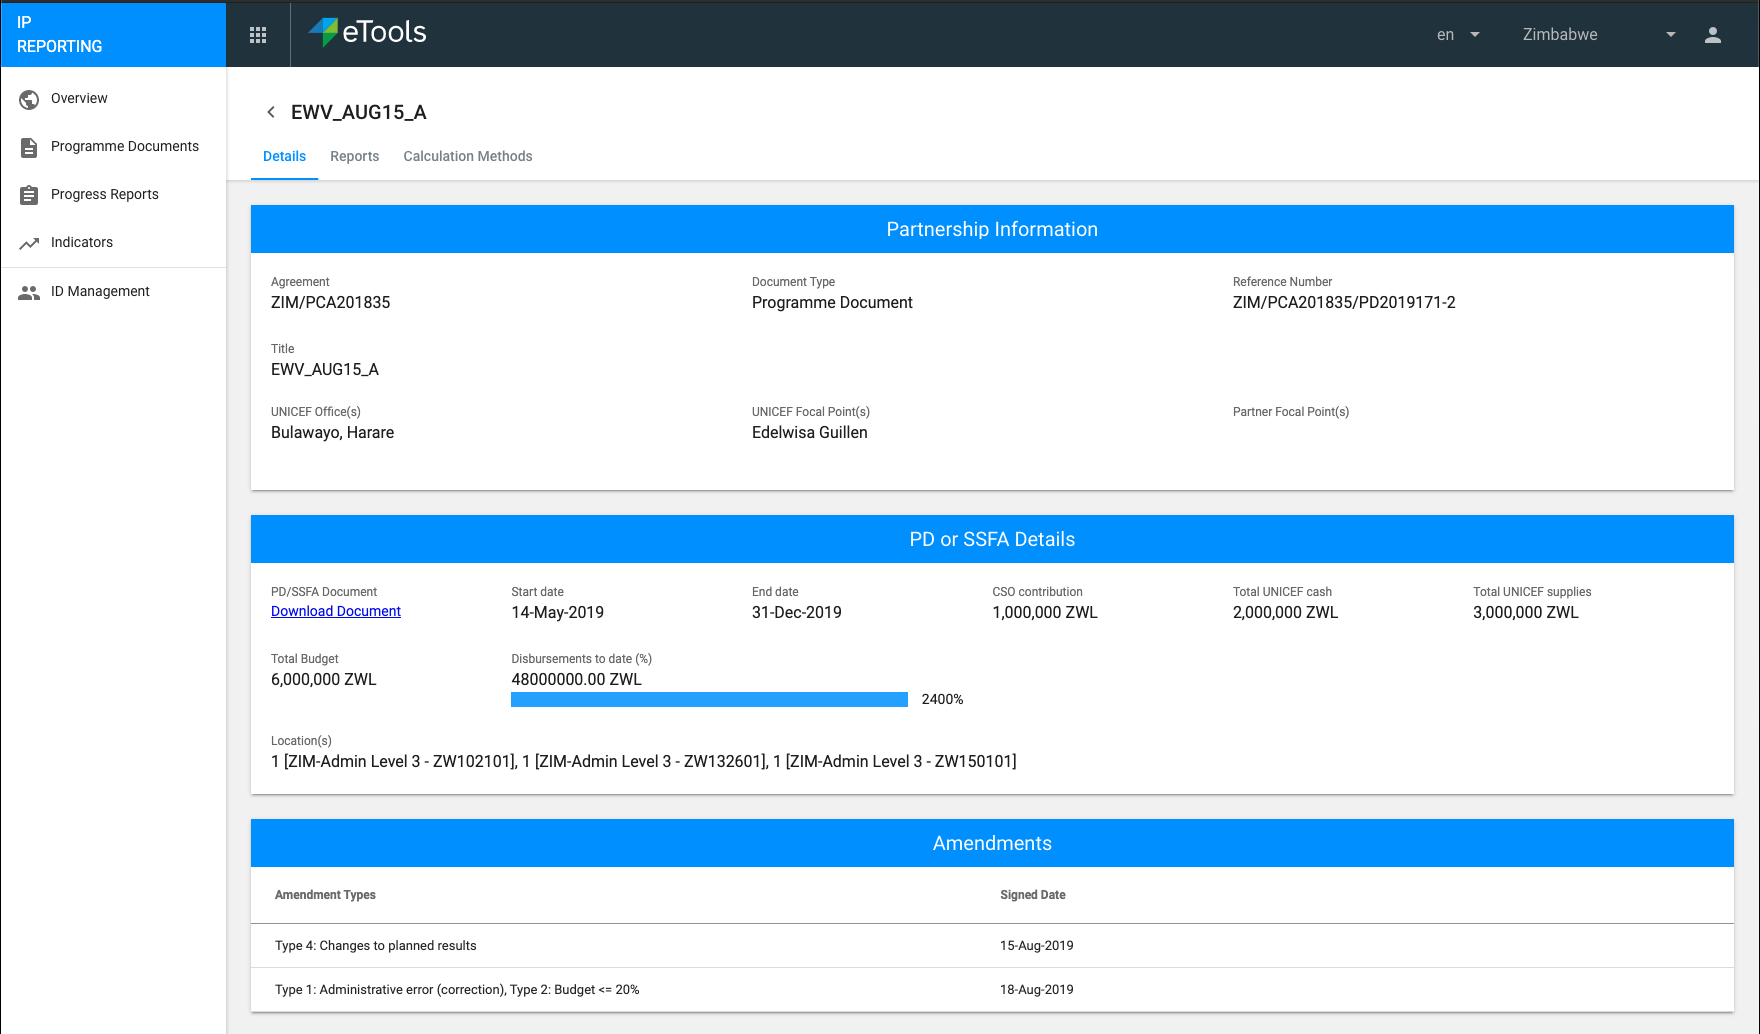 IP
REPORTING
eTools
en
Zimbabwe
Overview
Programme Documents
Progress Reports
Indicators
ID Management
EWV_AUG15_A
Details Reports Calculation Methods
Partnership Information
Agreement Document Type Reference Number
ZIM/PCA201835 Programme Document ZIM/PCA201835/PD2019171-2
Title
EWV_AUG15_A
UNICEF Office(s) UNICEF Focal Point(s) Partner Focal Point(s)
Bulawayo, Harare Edelwisa Guillen
PD or SSFA Details
PD/SSFA Document Start date End date CSO contribution Total UNICEF cash Total UNICEF supplies
Download Document 14-May-2019 31-Dec-2019 1,000,000 ZWL 2,000,000 ZWL 3,000,000 ZWL
Total Budget Disbursements to date (%)
6,000,000 ZWL 48000000.00 ZWL
2400%
Location(s)
1 [ZIM-Admin Level 3 - ZW102101], 1 [ZIM-Admin Level 3 - ZW132601], 1 [ZIM-Admin Level 3 - ZW150101]
Amendments
Amendment Types Signed Date
Type 4: Changes to planned results 15-Aug-2019
Type 1: Administrative error (correction), Type 2: Budget <= 20% 18-Aug-2019